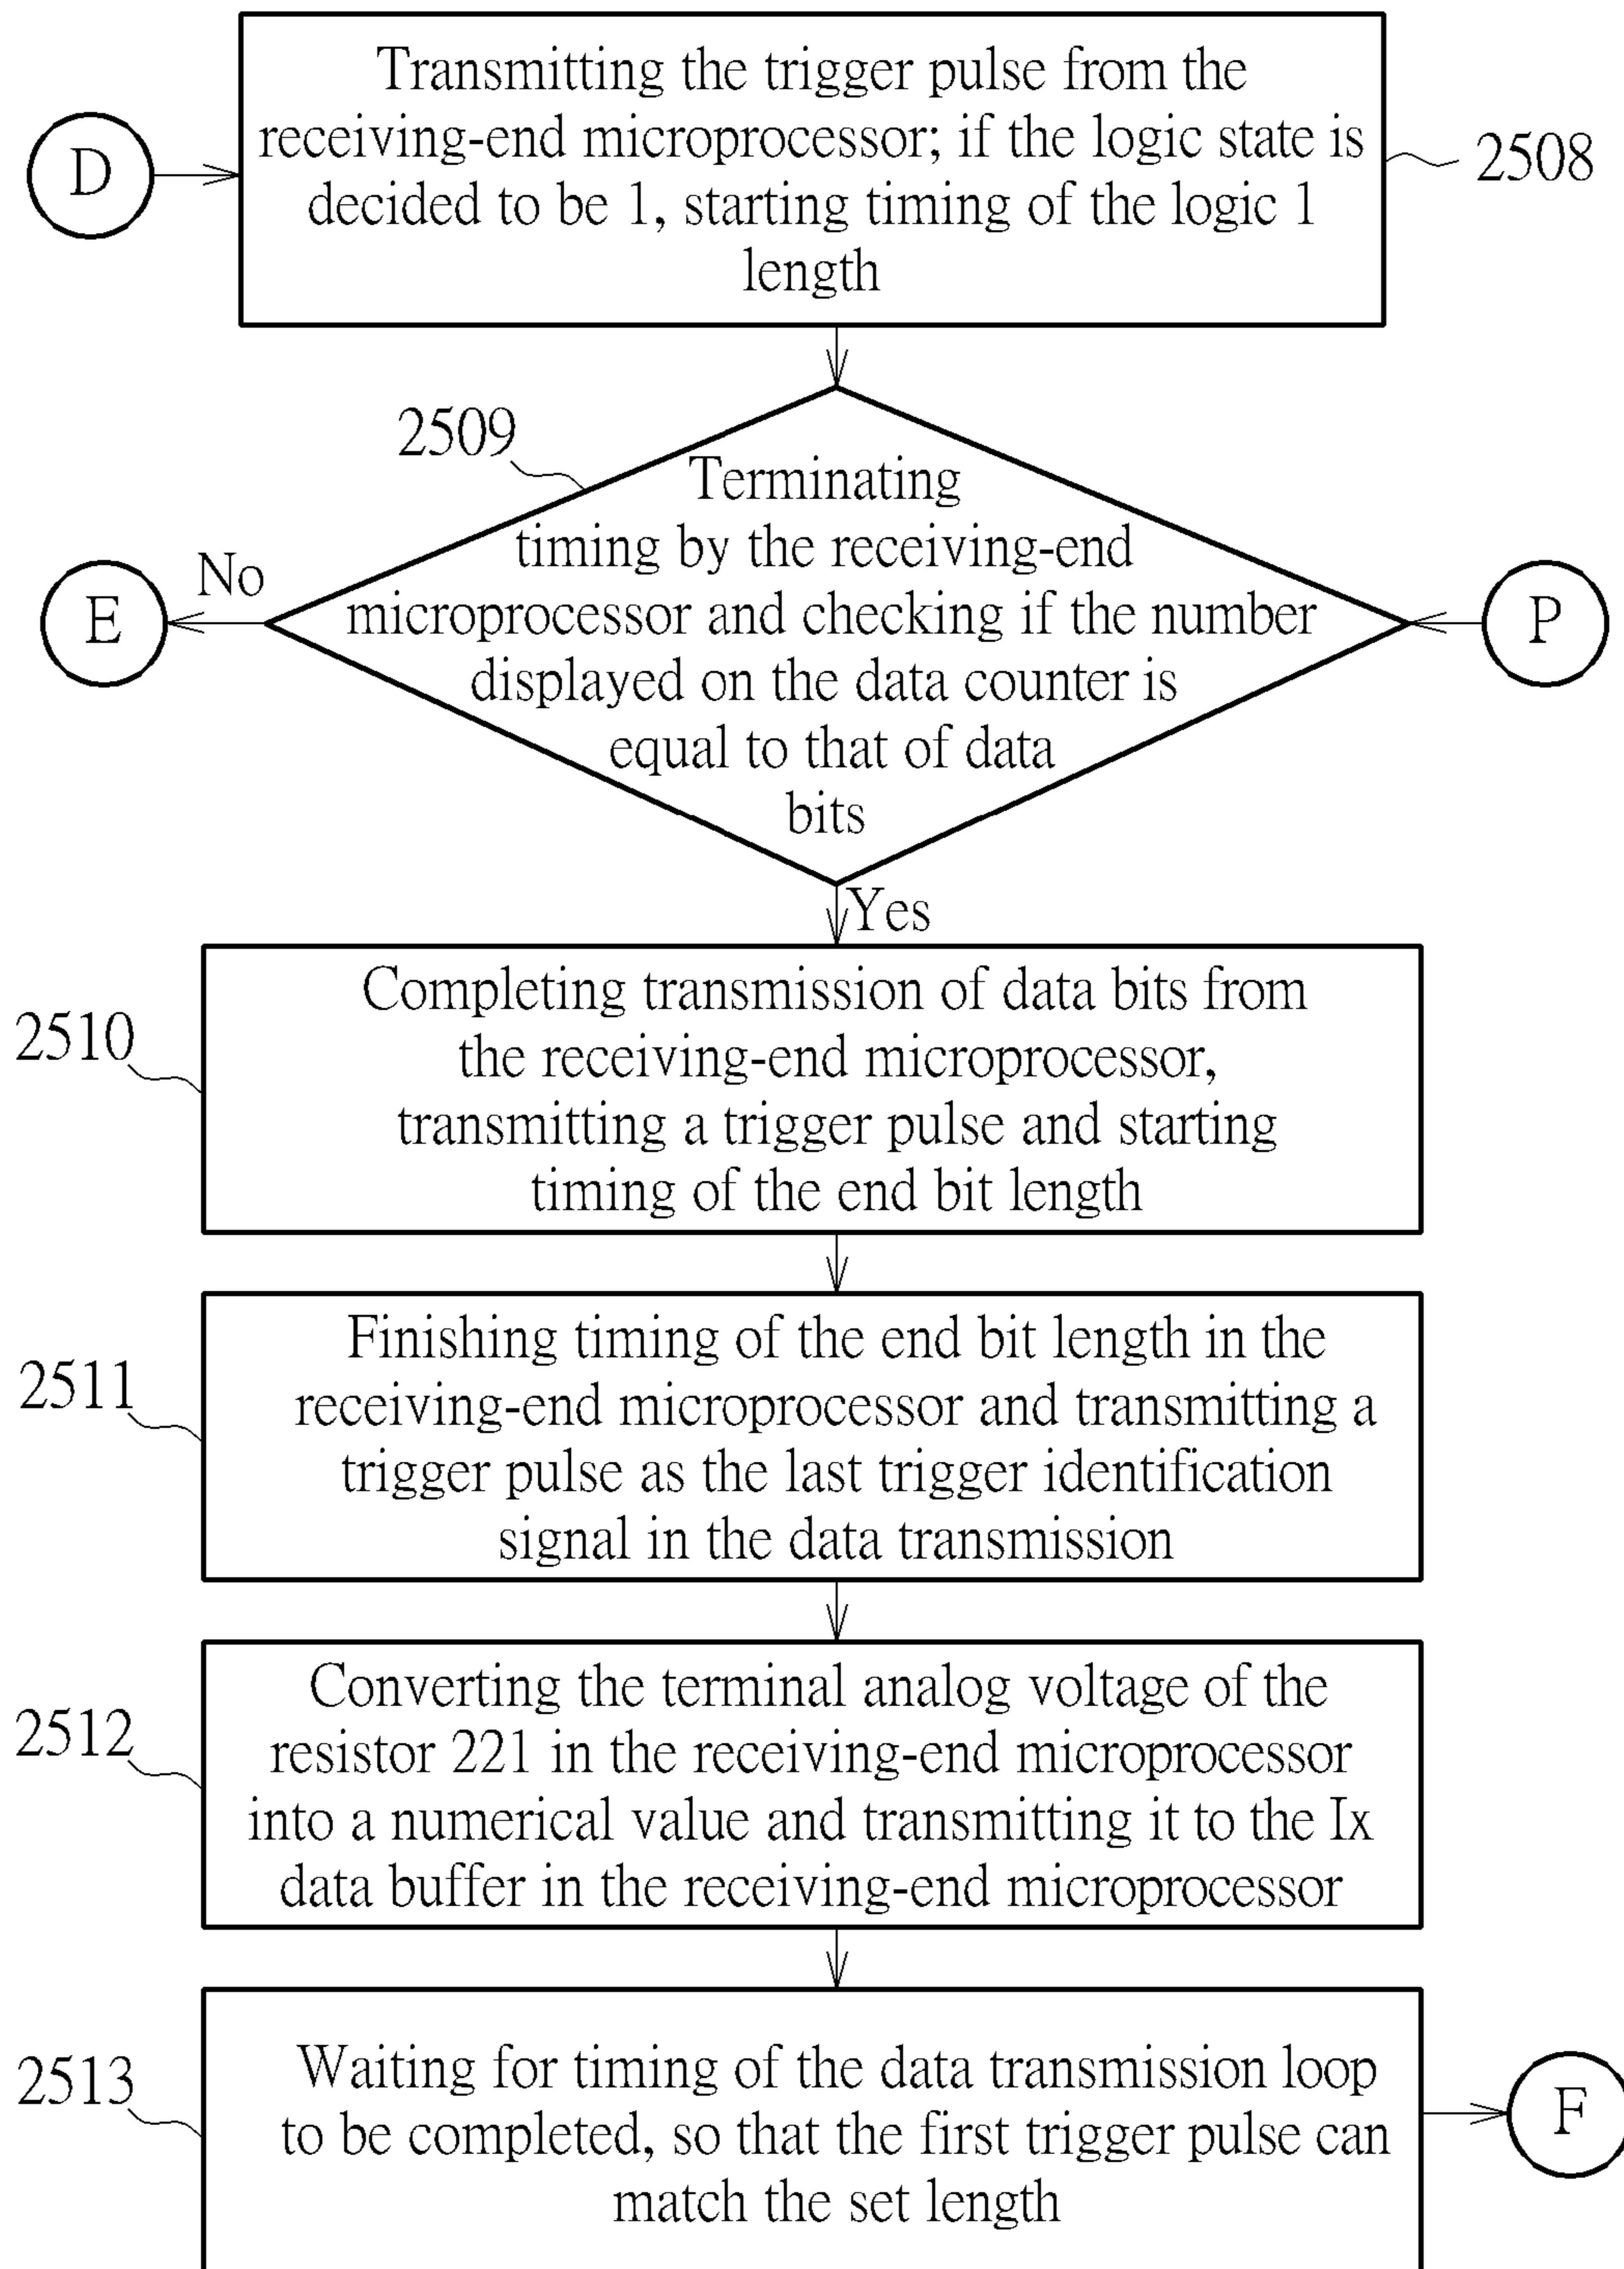 Transmitting the trigger pulse from the
receiving-end microprocessor; if the logic state is
decided to be 1, starting timing of the logic 1
length
2508
D
2509
Terminating
timing by the receiving-end
microprocessor and checking if the number
displayed on the data counter is
equal to that of data
bits
No
E
P
Yes
2510
Completing transmission of data bits from
the receiving-end microprocessor,
transmitting a trigger pulse and starting
timing of the end bit length
2511
Finishing timing of the end bit length in the
receiving-end microprocessor and transmitting a
trigger pulse as the last trigger identification
signal in the data transmission
2512
Converting the terminal analog voltage of the
resistor 221 in the receiving-end microprocessor
into a numerical value and transmitting it to the Ix
data buffer in the receiving-end microprocessor
2513
Waiting for timing of the data transmission loop
to be completed, so that the first trigger pulse can
match the set length
F